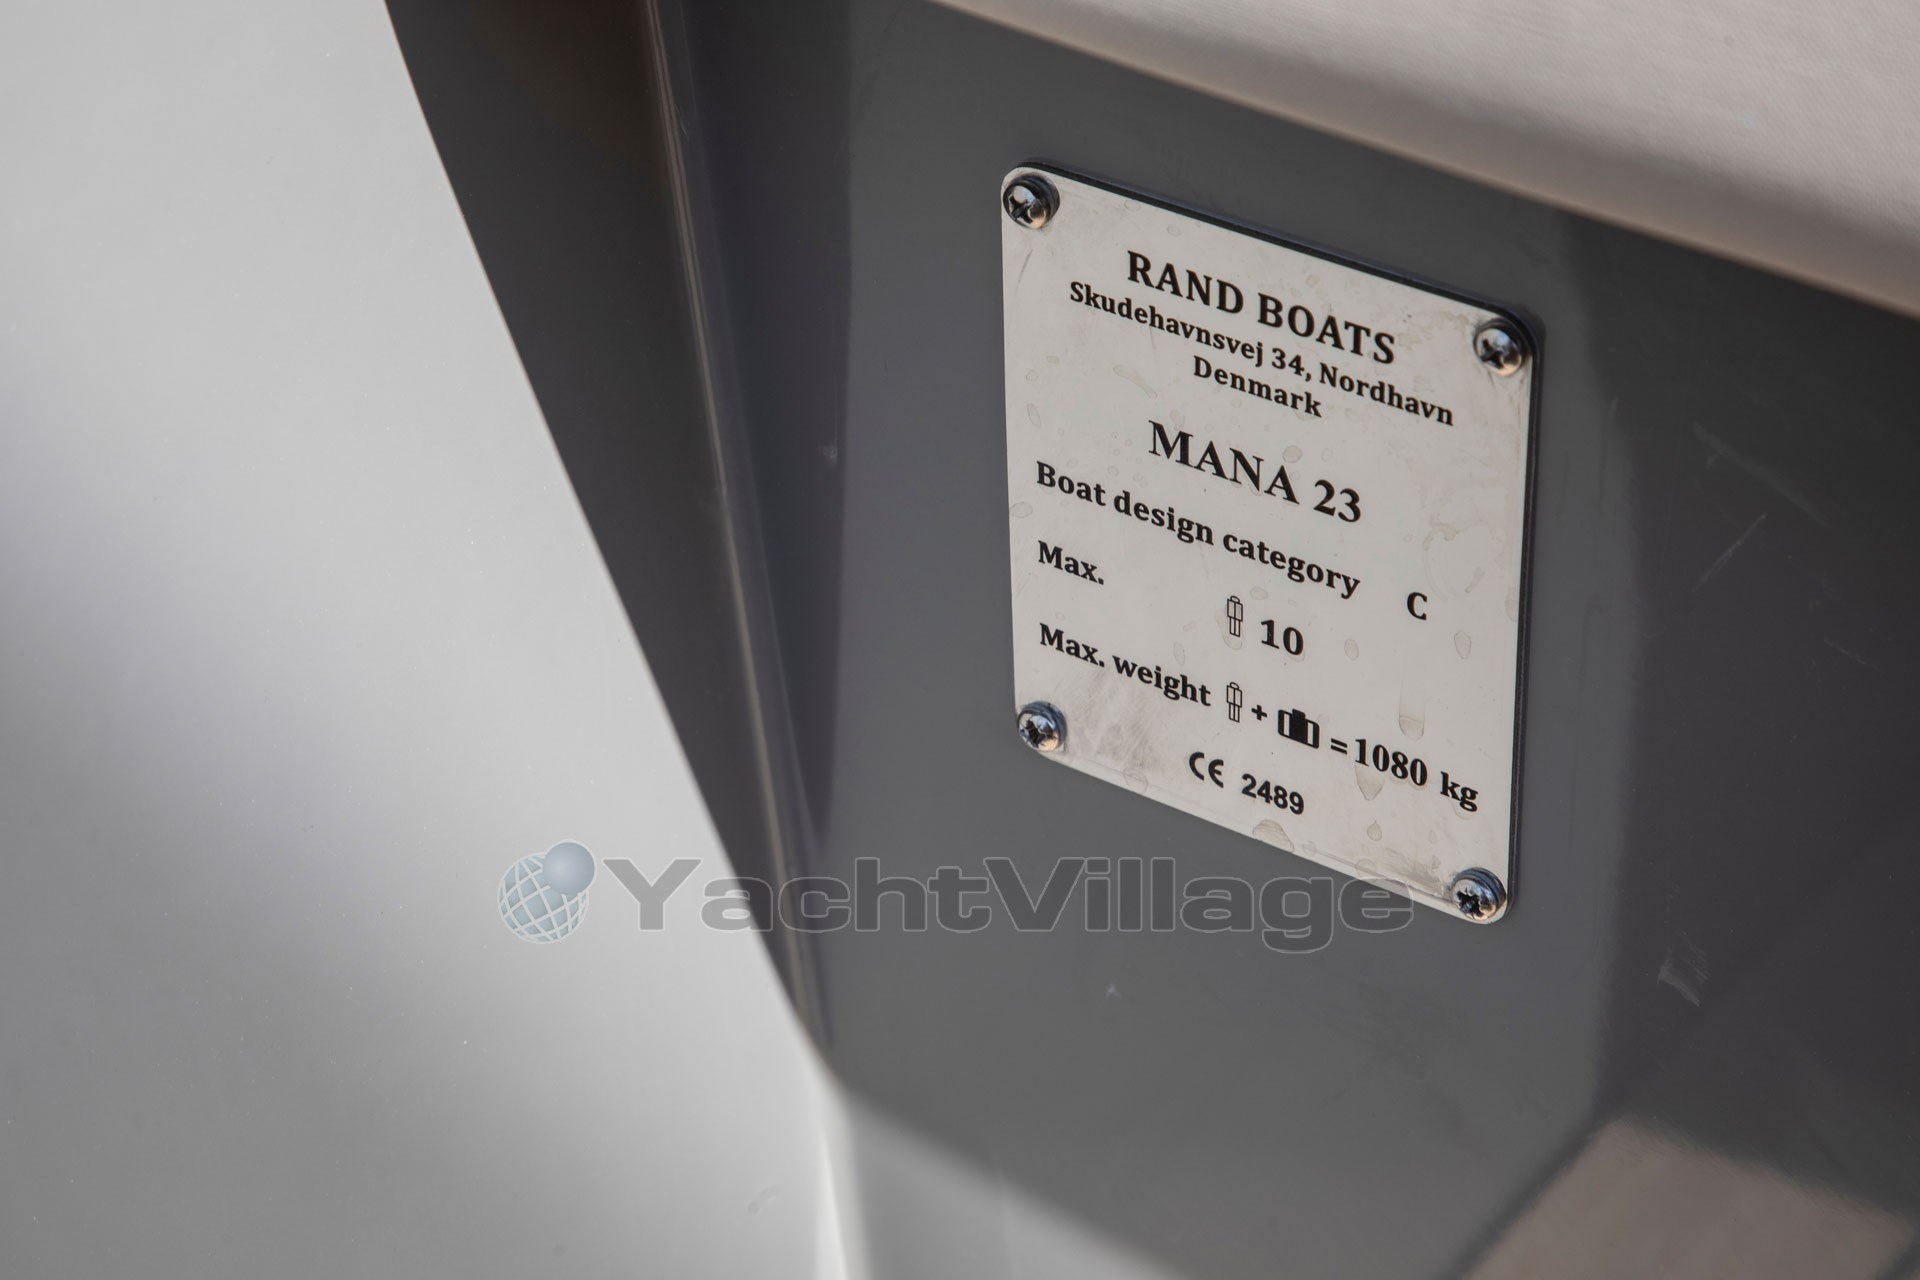 RAND BOATS
Skudehavnsvej 34, Nordhavn
Denmark
MANA 23
Boat design category C
Max. 10
Max. weight + = 1080 kg
CE 2489
YachtVillage